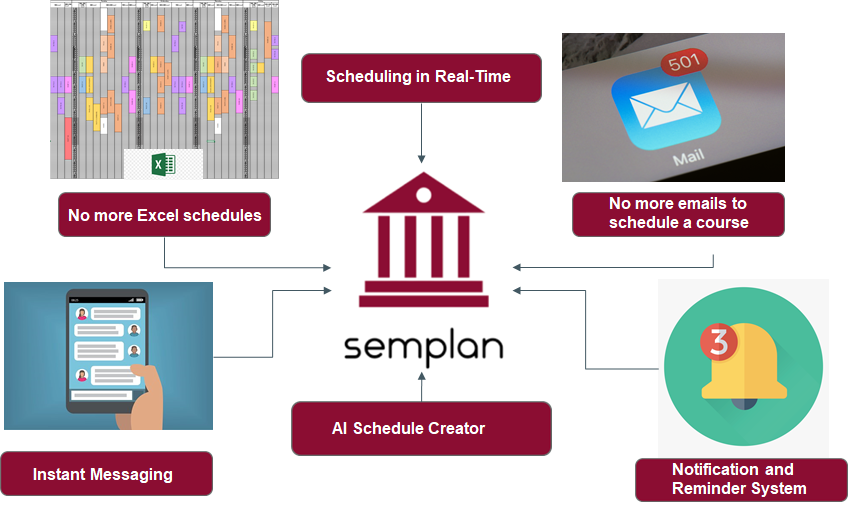 Scheduling in Real-Time
501
Mail
No more Excel schedules
No more emails to
schedule a course
semplan
3
AI Schedule Creator
Instant Messaging
Notification and
Reminder System